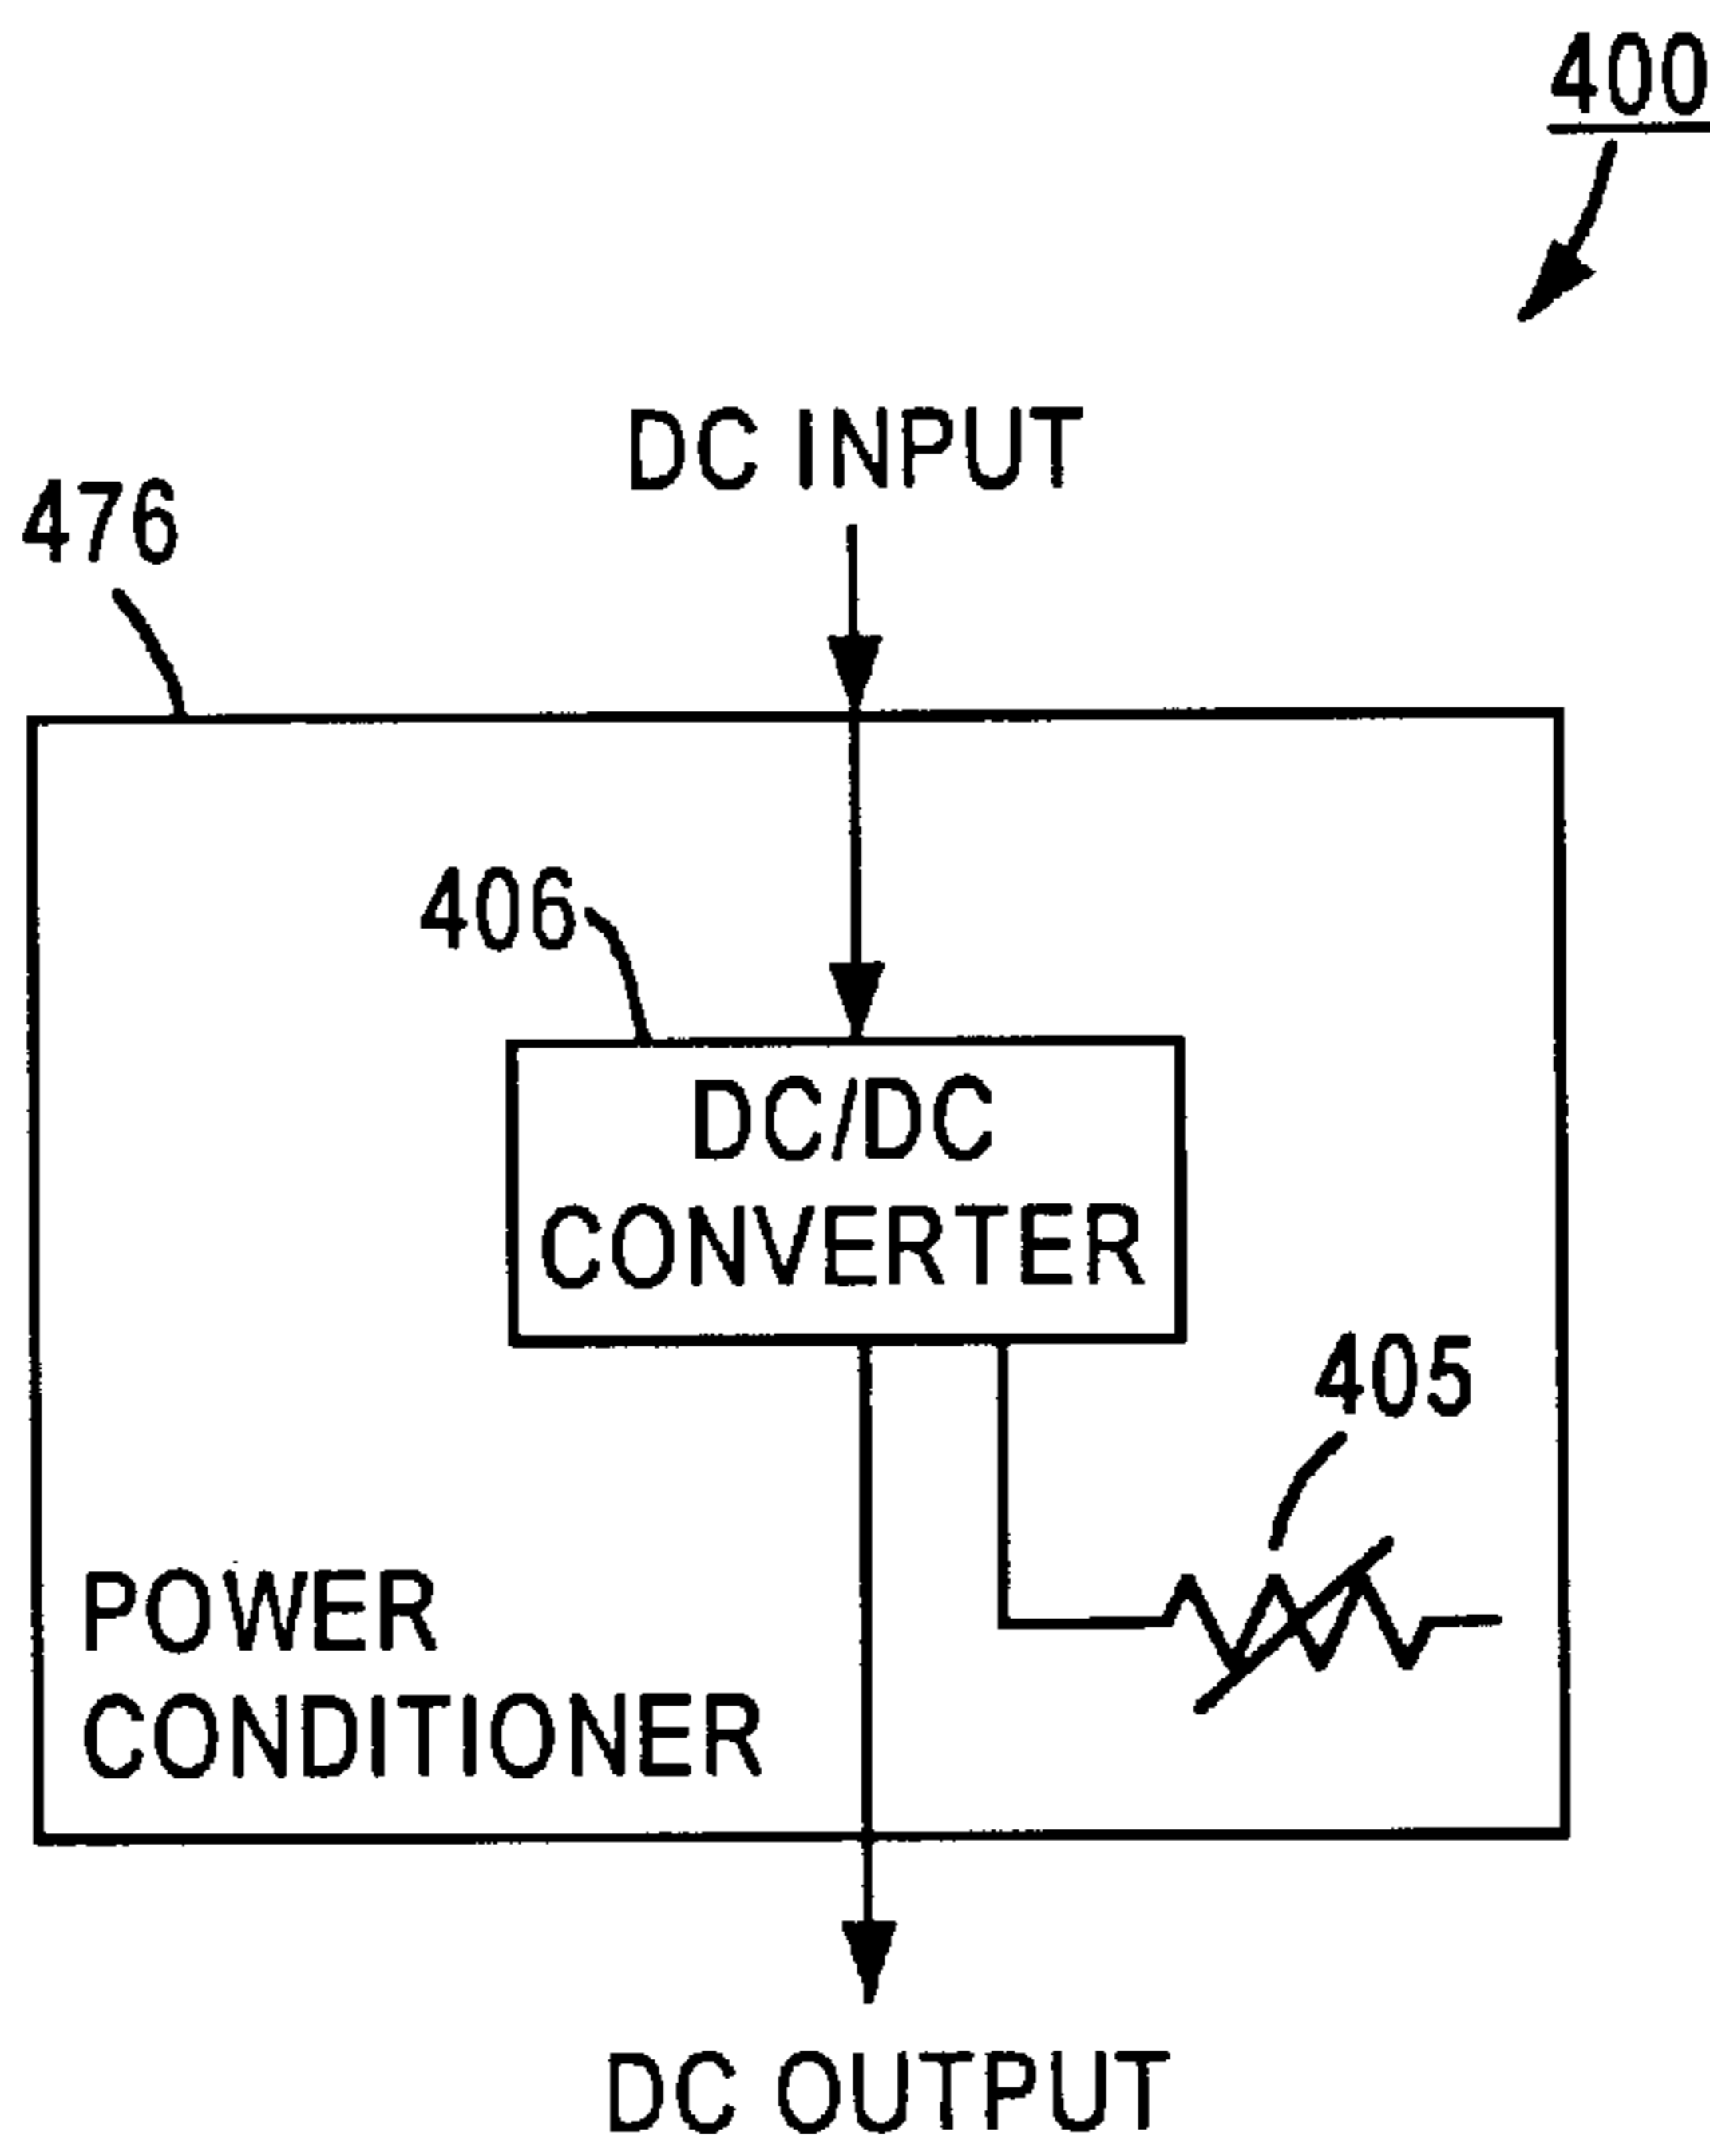 400
DC INPUT
476
406
DC/DC
CONVERTER
405
POWER
CONDITIONER
DC OUTPUT